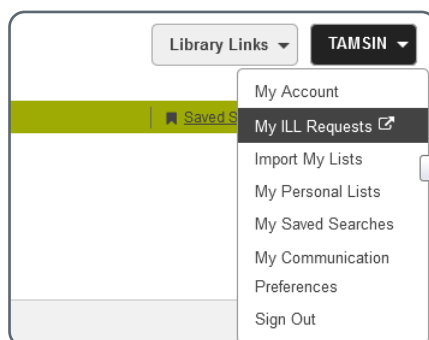 Library Links
TAMSIN
Saved S
My Account
My ILL Requests
Import My Lists
My Personal Lists
My Saved Searches
My Communication
Preferences
Sign Out